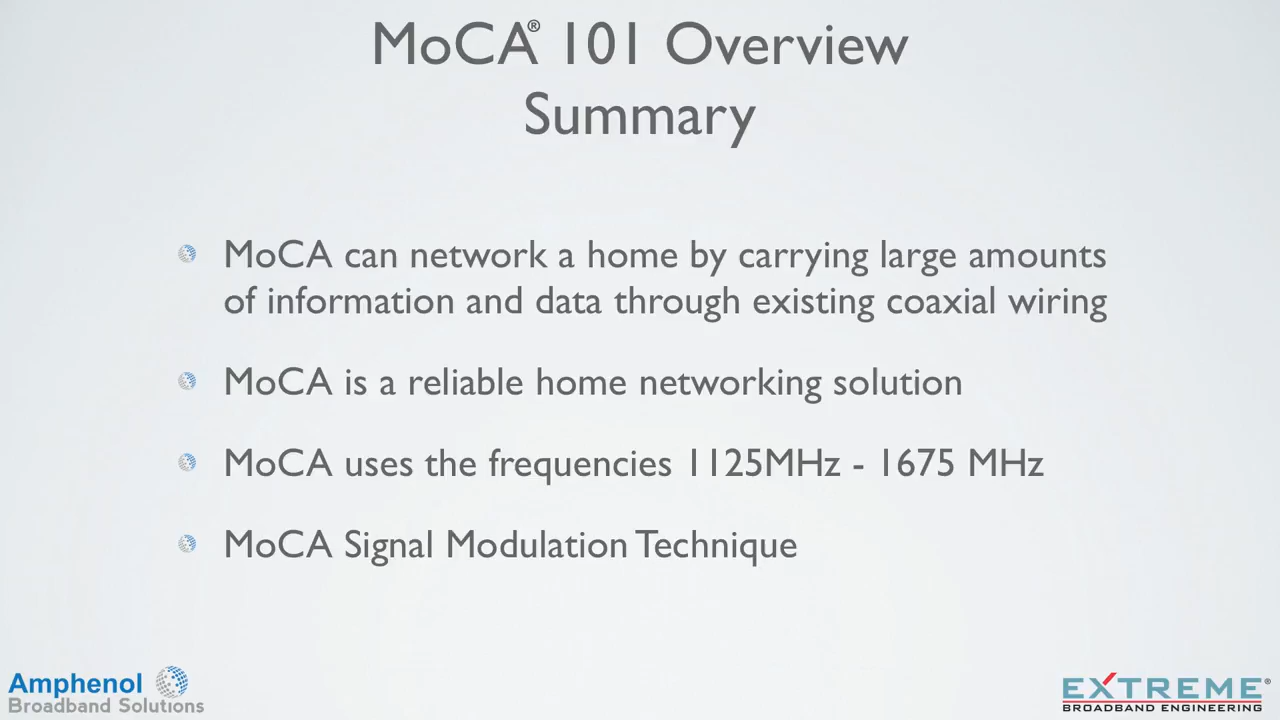 MoCA® 101 Overview
Summary
MoCA can network a home by carrying large amounts
of information and data through existing coaxial wiring
MoCA is a reliable home networking solution
MoCA uses the frequencies 1125MHz - 1675 MHz
MoCA Signal Modulation Technique
Amphenol
Broadband Solutions
EXTREME®
BROADBAND ENGINEERING